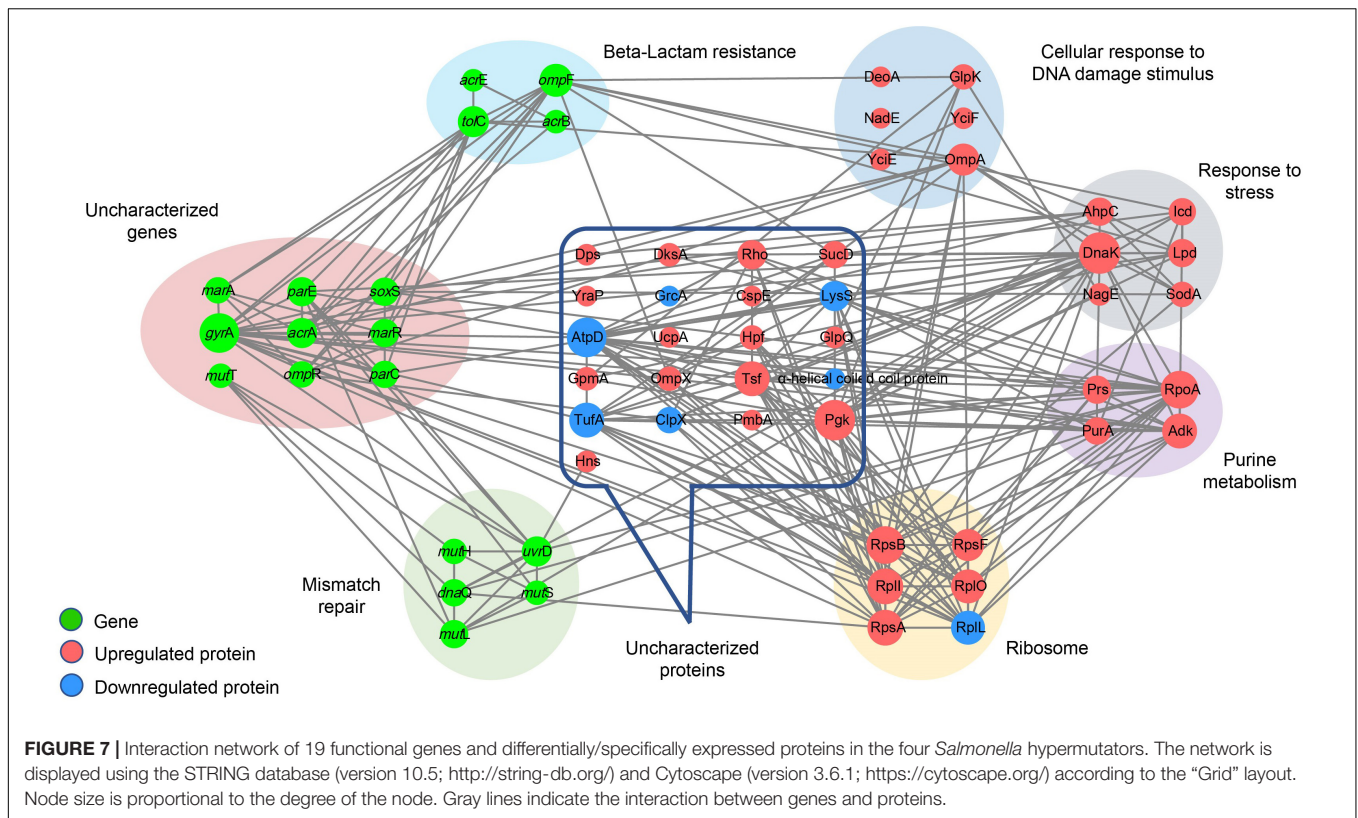 Beta-Lactam resistance
Cellular response to
DNA damage stimulus
acrE
ompF
tolC
acrB
DeoA
GlpK
NadE
YciF
YciE
OmpA
Response to
stress
AhpC
Icd
DnaK
Lpd
NagE
SodA
Uncharacterized
genes
marA
parE
soxS
gyrA
acrA
marR
mutT
ompR
parC
Dps
DksA
Rho
SucD
YraP
GrcA
CspE
LysS
AtpD
UcpA
Hpf
GlpQ
GpmA
OmpX
Tsf
α-helical coiled coil protein
TufA
ClpX
PmbA
Pgk
Hns
Prs
RpoA
PurA
Adk
Purine
metabolism
mutH
uvrD
dnaQ
mutS
mutL
Mismatch
repair
RpsB
RpsF
RplI
RplO
RpsA
RplL
Ribosome
Uncharacterized
proteins
Gene
Upregulated protein
Downregulated protein
FIGURE 7 | Interaction network of 19 functional genes and differentially/specifically expressed proteins in the four Salmonella hypermutators. The network is
displayed using the STRING database (version 10.5; http://string-db.org/) and Cytoscape (version 3.6.1; https://cytoscape.org/) according to the “Grid” layout.
Node size is proportional to the degree of the node. Gray lines indicate the interaction between genes and proteins.